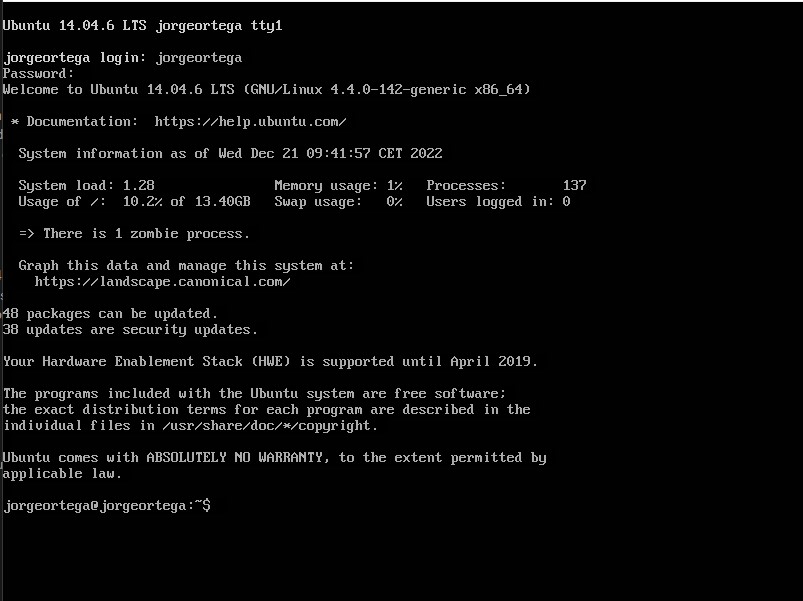 Ubuntu 14.04.6 LTS jorgeortega tty1
jorgeortega login: jorgeortega
Password:
Welcome to Ubuntu 14.04.6 LTS (GNU/Linux 4.4.0-142-generic x86_64)
* Documentation:  https://help.ubuntu.com/
System information as of Wed Dec 21 09:41:57 CET 2022
System load: 1.28               Memory usage: 1%   Processes:       137
Usage of /:  10.2% of 13.40GB   Swap usage:   0%   Users logged in: 0
=> There is 1 zombie process.
Graph this data and manage this system at:
https://landscape.canonical.com/
48 packages can be updated.
38 updates are security updates.
Your Hardware Enablement Stack (HWE) is supported until April 2019.
The programs included with the Ubuntu system are free software;
the exact distribution terms for each program are described in the
individual files in /usr/share/doc/*/copyright.
Ubuntu comes with ABSOLUTELY NO WARRANTY, to the extent permitted by
applicable law.
jorgeortega@jorgeortega:~$